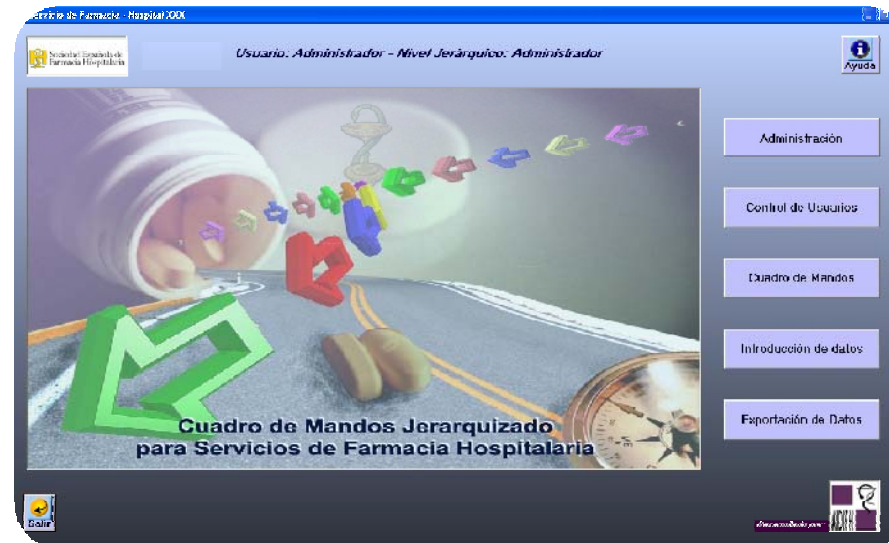 Servicio de Farmacia - Hospital XXX
Sociedad Española de
Farmacia Hospitalaria
Usuario: Administrador - Nivel Jerárquico: Administrador
Ayuda
Administración
Control de Usuarios
Cuadro de Mandos
Introducción de datos
Exportación de Datos
Cuadro de Mandos Jerarquizado
para Servicios de Farmacia Hospitalaria
Salir